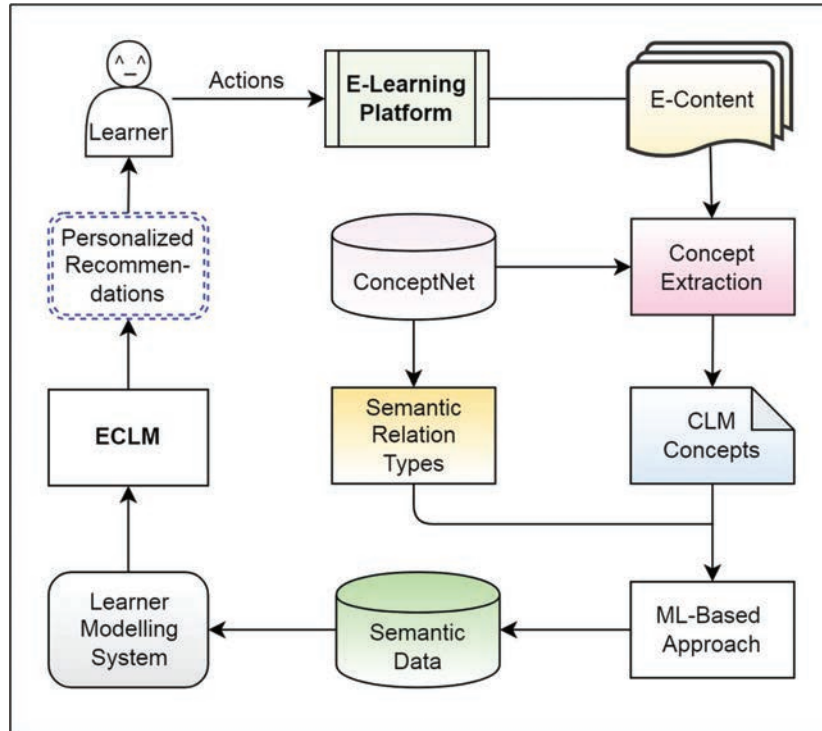 Learner
Actions
E-Learning
Platform
E-Content
Personalized
Recommen-
dations
ConceptNet
Concept
Extraction
ECLM
Semantic
Relation
Types
CLM
Concepts
Learner
Modelling
System
Semantic
Data
ML-Based
Approach